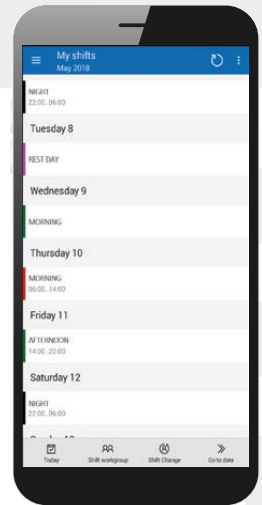 My shifts
May 2018
NIGHT
22:00..06:00
Tuesday 8
REST DAY
Wednesday 9
MORNING
Thursday 10
MORNING
06:00..14:00
Friday 11
AFTERNOON
14:00..22:00
Saturday 12
NIGHT
22:00..06:00
Today
Shift workgroup
Shift Change
Go to date